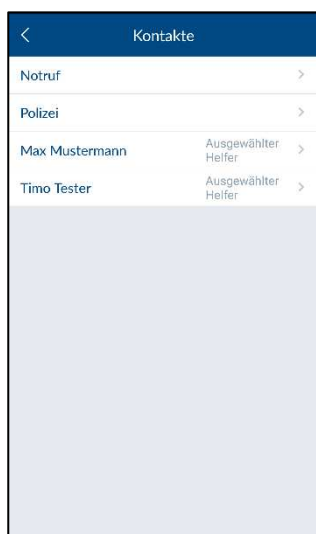 Kontakte
Notruf
Polizei
Max Mustermann
Ausgewählter
Helfer
Timo Tester
Ausgewählter
Helfer